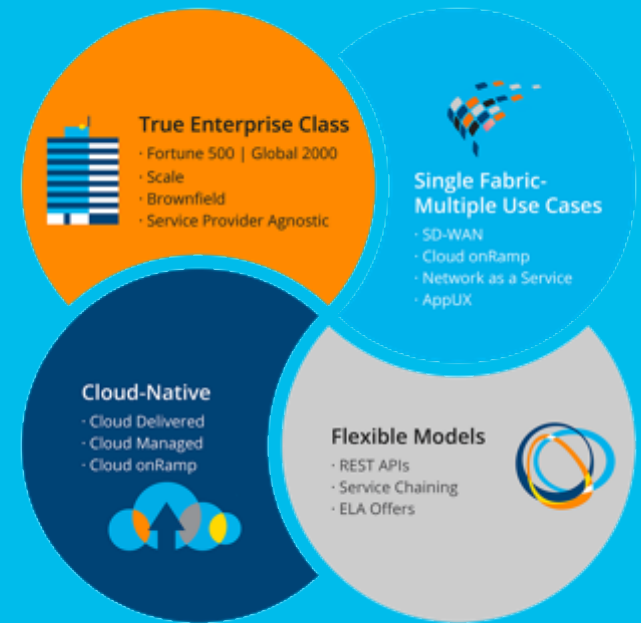 True Enterprise Class
· Fortune 500 | Global 2000
· Scale
· Brownfield
· Service Provider Agnostic
Single Fabric-
Multiple Use Cases
· SD-WAN
· Cloud onRamp
· Network as a Service
· AppUX
Cloud-Native
· Cloud Delivered
· Cloud Managed
· Cloud onRamp
Flexible Models
· REST APIs
· Service Chaining
· ELA Offers